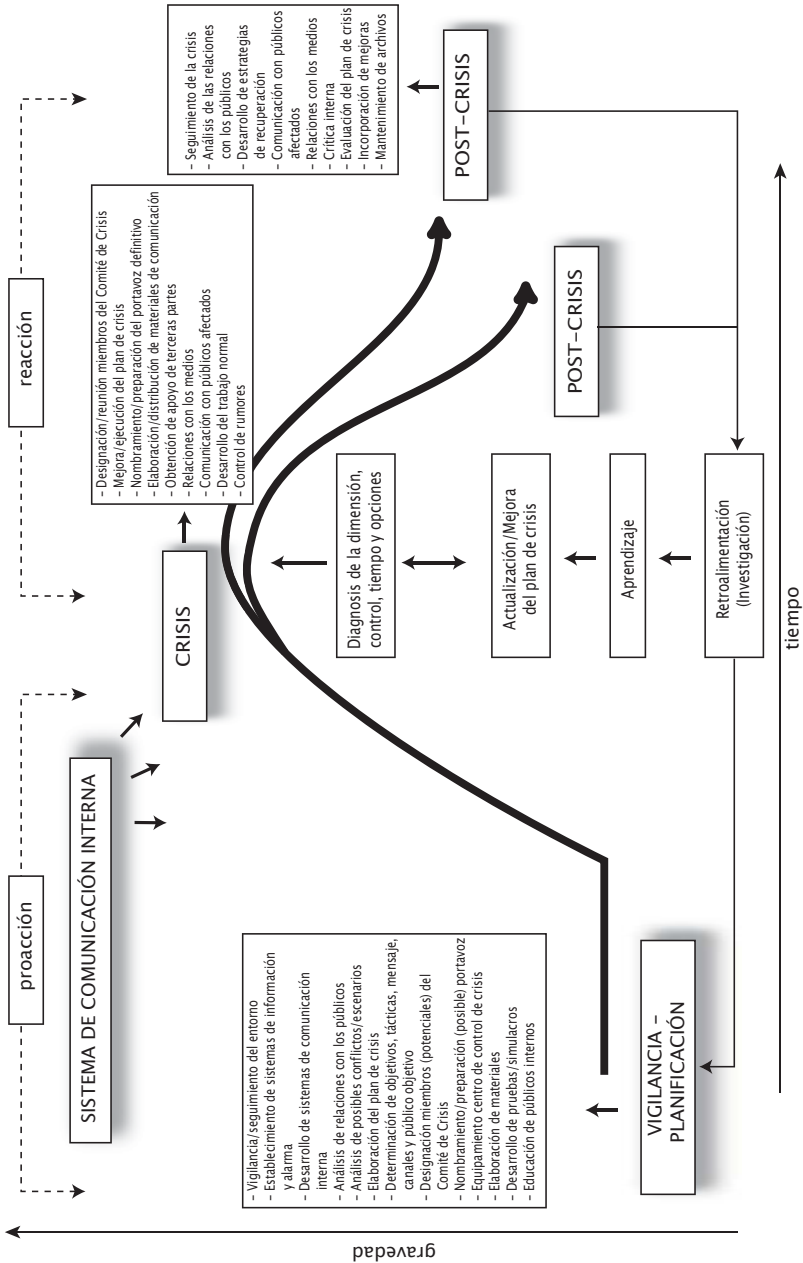 proacción
reacción
SISTEMA DE COMUNICACIÓN INTERNA
CRISIS
- Designación/reunión miembros del Comité de Crisis
- Mejora/ejecución del plan de crisis
- Nombramiento/preparación del portavoz definitivo
- Elaboración/distribución de materiales de comunicación
- Obtención de apoyo de terceras partes
- Relaciones con los medios
- Comunicación con públicos afectados
- Desarrollo del trabajo normal
- Control de rumores
- Seguimiento de la crisis
- Análisis de las relaciones
con los públicos
- Desarrollo de estrategias
de recuperación
- Comunicación con públicos
afectados
- Relaciones con los medios
- Crítica interna
- Evaluación del plan de crisis
- Incorporación de mejoras
- Mantenimiento de archivos
- Vigilancia/seguimiento del entorno
- Establecimiento de sistemas de información
y alarma
- Desarrollo de sistemas de comunicación
interna
- Análisis de relaciones con los públicos
- Análisis de posibles conflictos/escenarios
- Elaboración del plan de crisis
- Determinación de objetivos, tácticas, mensaje,
canales y público objetivo
- Designación miembros (potenciales) del
Comité de Crisis
- Nombramiento/preparación (posible) portavoz
- Equipamiento centro de control de crisis
- Elaboración de materiales
- Desarrollo de pruebas/simulacros
- Educación de públicos internos
Diagnosis de la dimensión,
control, tiempo y opciones
Actualización/Mejora
del plan de crisis
Aprendizaje
Retroalimentación
(Investigación)
POST-CRISIS
POST-CRISIS
VIGILANCIA –
PLANIFICACIÓN
gravedad
tiempo